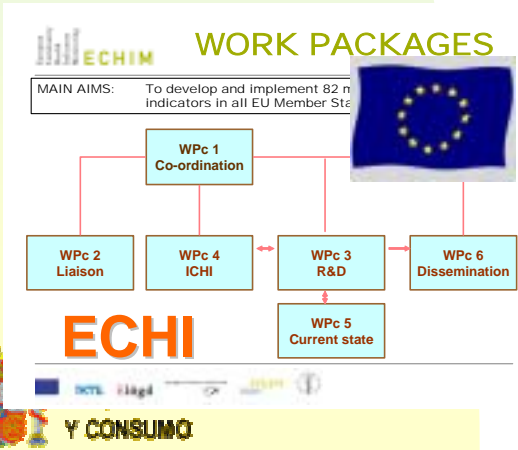 ECHIM
WORK PACKAGES
MAIN AIMS: To develop and implement 82
indicators in all EU Member
WPc 1
Co-ordination
WPc 2
Liaison
WPc 4
ICHI
WPc 3
R&D
WPc 6
Dissemination
WPc 5
Current state
ECHI
Y CONSUMO